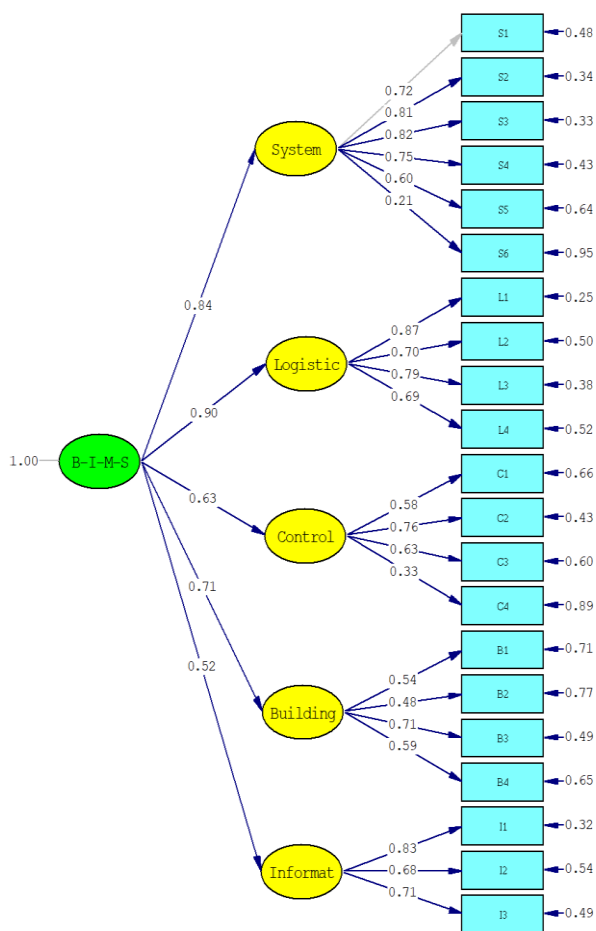 S1
0.48
0.72
S2
0.34
0.81
S3
0.33
0.82
System
S4
0.43
0.75
S5
0.64
0.60
S6
0.95
0.21
0.84
L1
0.25
0.87
L2
0.50
0.70
Logistic
L3
0.38
0.79
L4
0.52
0.69
0.90
1.00
B-I-M-S
C1
0.66
0.58
0.63
C2
0.43
0.76
Control
C3
0.60
0.63
C4
0.89
0.33
0.71
B1
0.71
0.54
0.52
B2
0.77
0.48
Building
B3
0.49
0.71
B4
0.65
0.59
I1
0.32
0.83
Informat
I2
0.54
0.68
I3
0.49
0.71